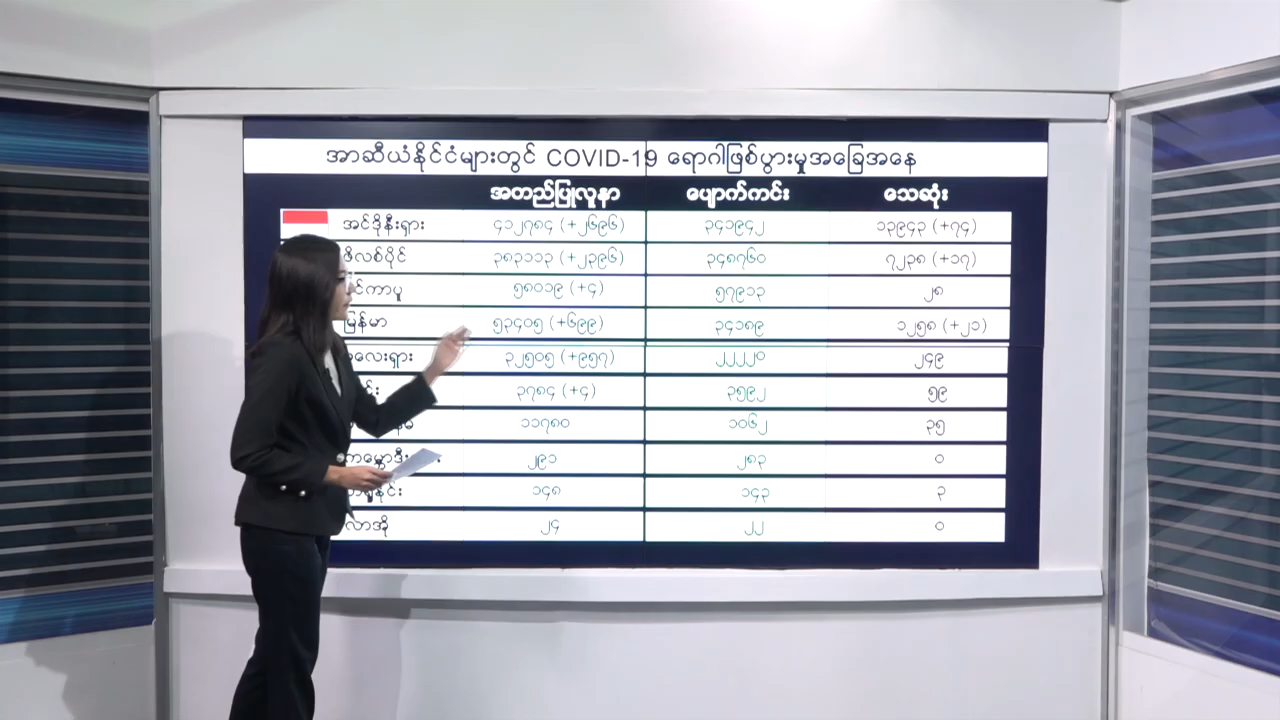 အာဆီယံနိုင်ငံများတွင် COVID-19 ရောဂါဖြစ်ပွားမှုအခြေအနေ
အတည်ပြုလူနာ ပျောက်ကင်း သေဆုံး
အင်ဒိုနီးရှား ၄၁၂၇၈၄ (+၂၆၉၆) ၃၄၁၉၄၂ ၁၃၉၄၃ (+၇၄)
ဖိလစ်ပိုင် ၃၈၃၁၁၃ (+၂၃၉၆) ၃၄၈၇၆၀ ၇၂၃၈ (+၁၇)
၅၈၀၁၉ (+၄) ၅၇၉၁၃ ၂၈
မြန်မာ ၅၃၄၀၅ (+၆၉၉) ၃၄၁၈၉ ၁၂၅၈ (+၂၁)
၃၂၅၀၅ (+၉၅၇) ၂၂၂၂၀ ၂၄၉
၃၇၈၄ (+၄) ၃၅၉၂ ၅၉
၁၁၇၈၀ ၁၀၆၂ ၃၅
၂၉၁ ၂၈၃ ၀
၁၄၈ ၁၄၃ ၃
လာအို ၂၄ ၂၂ ၀